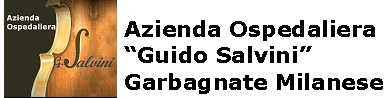 Azienda
Ospedaliera
G. Salvini
Azienda Ospedaliera
“Guido Salvini”
Garbagnate Milanese